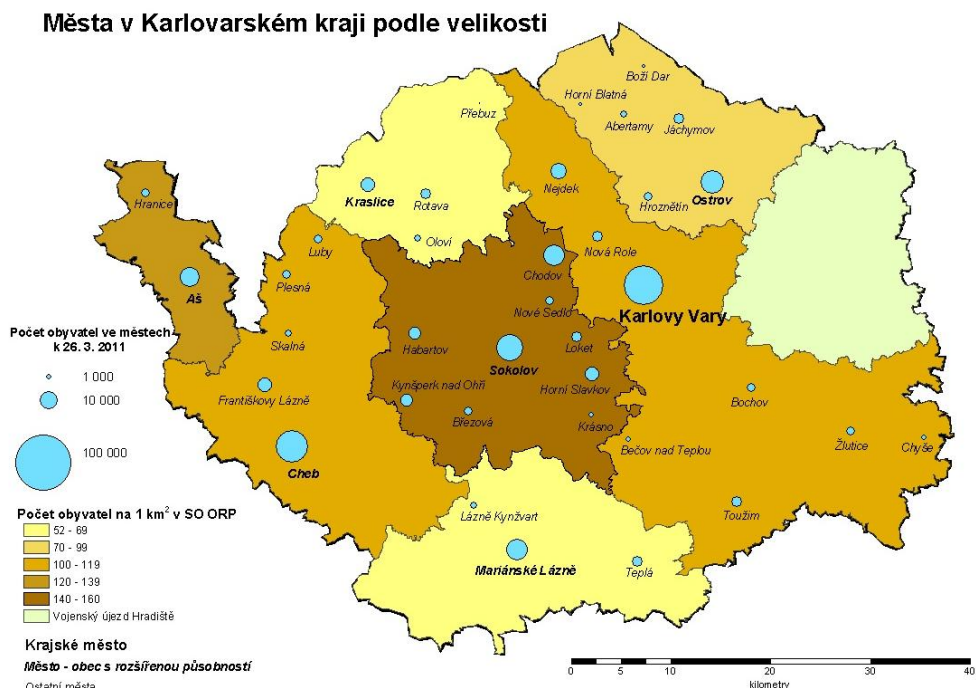 Města v Karlovarském kraji podle velikosti
Boží Dar
Horní Blatná
Přebuz
Abertamy
Jáchymov
Nejdek
Hranice
Kraslice
Rotava
Hroznětín
Ostrov
Luby
Oloví
Nová Role
Chodov
Plesná
Aš
Nové Sedlo
Karlovy Vary
Počet obyvatel ve městech
k 26. 3. 2011
1 000
10 000
100 000
Skalná
Habartov
Sokolov
Loket
Františkovy Lázně
Kynšperk nad Ohří
Horní Slavkov
Bochov
Březová
Krásno
Bečov nad Teplou
Žlutice
Chyše
Cheb
Lázně Kynžvart
Toužim
Mariánské Lázně
Teplá
Počet obyvatel na 1 km² v SO ORP
52 - 69
70 - 99
100 - 119
120 - 139
140 - 160
Vojenský újezd Hradiště
Krajské město
Město - obec s rozšířenou působností
Ostatní města
0 5 10 20 30 40
kilometry